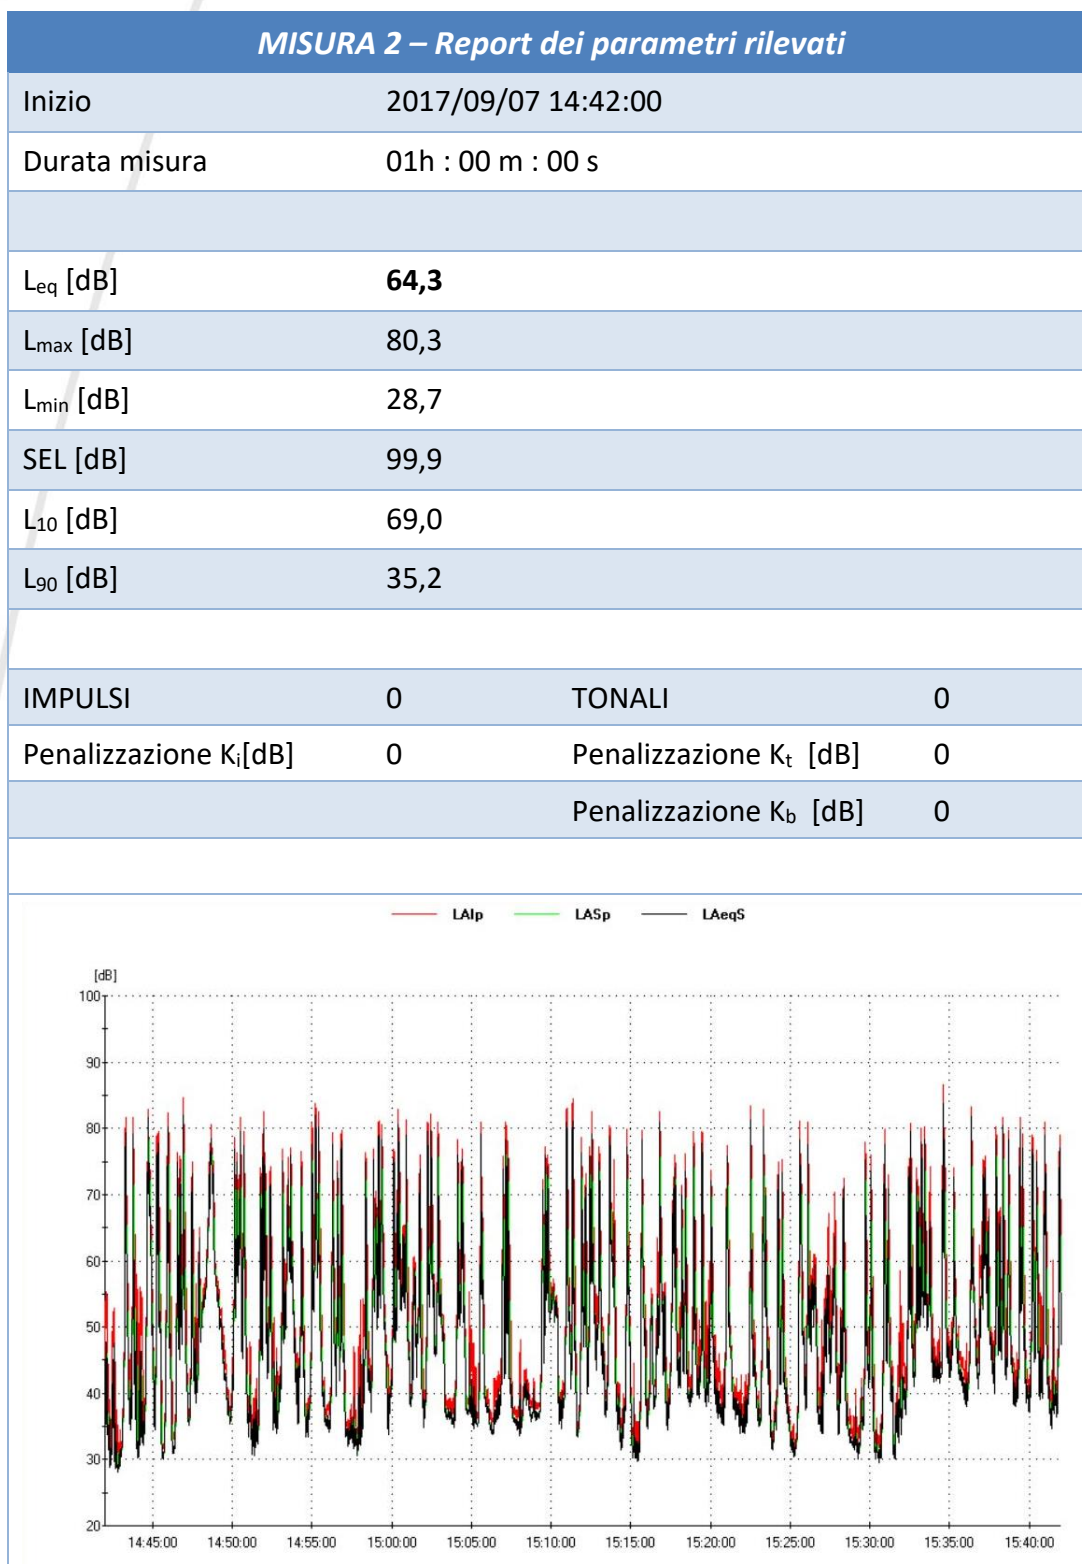 MISURA 2 – Report dei parametri rilevati
Inizio 2017/09/07 14:42:00
Durata misura 01h : 00 m : 00 s
Leq [dB] 64,3
Lmax [dB] 80,3
Lmin [dB] 28,7
SEL [dB] 99,9
L10 [dB] 69,0
L90 [dB] 35,2
IMPULSI 0 TONALI 0
Penalizzazione Ki[dB] 0 Penalizzazione Kt [dB] 0
Penalizzazione Kb [dB] 0
LAIp LASp LAeqS
[dB]
100
90
80
70
60
50
40
30
20
14:45:00 14:50:00 14:55:00 15:00:00 15:05:00 15:10:00 15:15:00 15:20:00 15:25:00 15:30:00 15:35:00 15:40:00